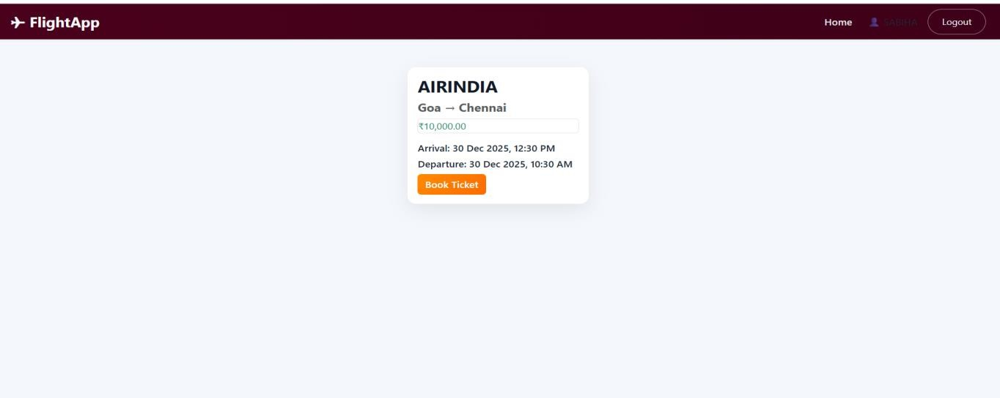 ✈ FlightApp
Home 👤 SABIHA Logout
AIRINDIA
Goa → Chennai
₹10,000.00
Arrival: 30 Dec 2025, 12:30 PM
Departure: 30 Dec 2025, 10:30 AM
Book Ticket